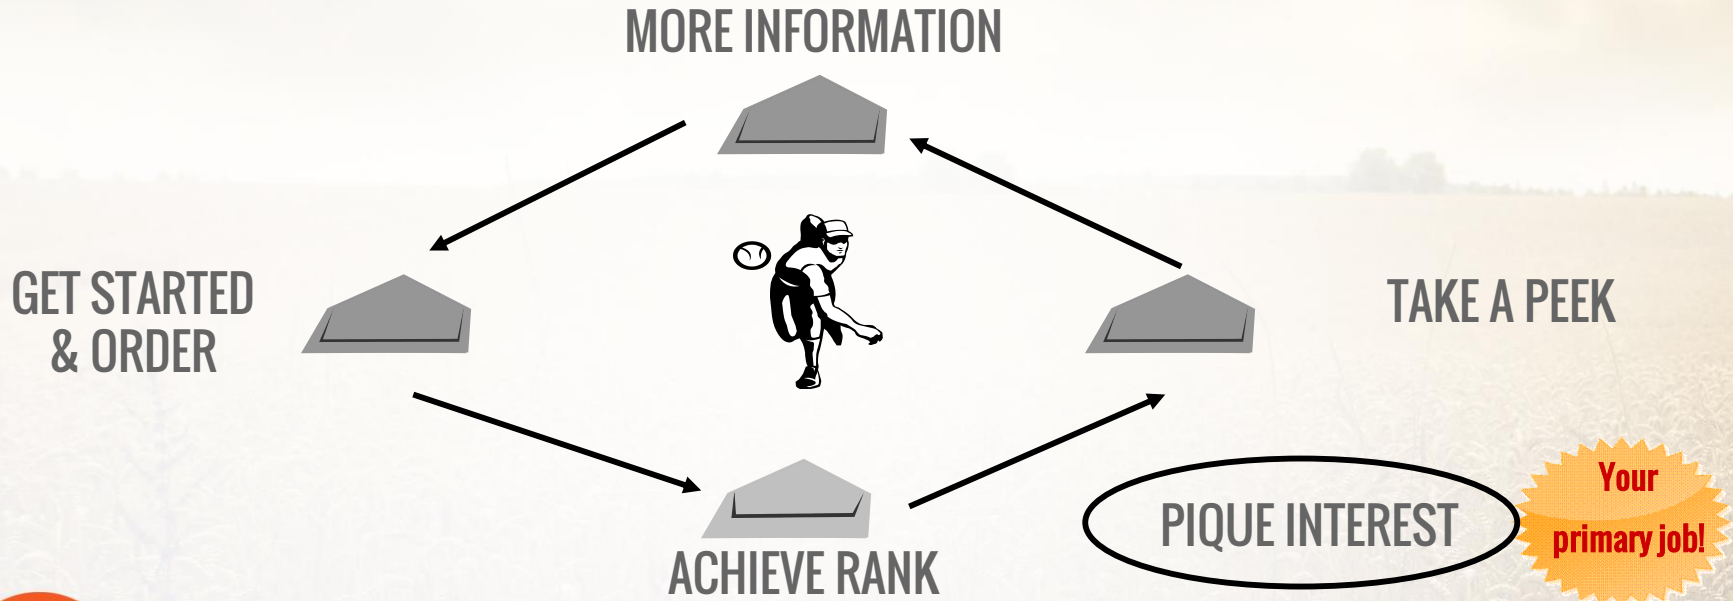 MORE INFORMATION
GET STARTED
& ORDER
TAKE A PEEK
PIQUE INTEREST
Your
primary job!
ACHIEVE RANK